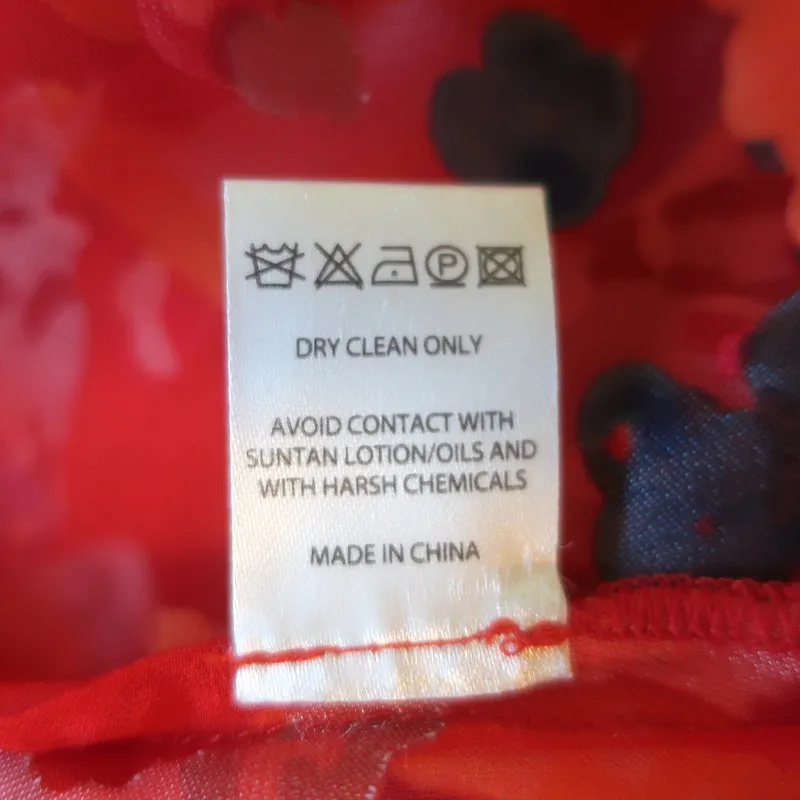 P
DRY CLEAN ONLY
AVOID CONTACT WITH
SUNTAN LOTION/OILS AND
WITH HARSH CHEMICALS
MADE IN CHINA